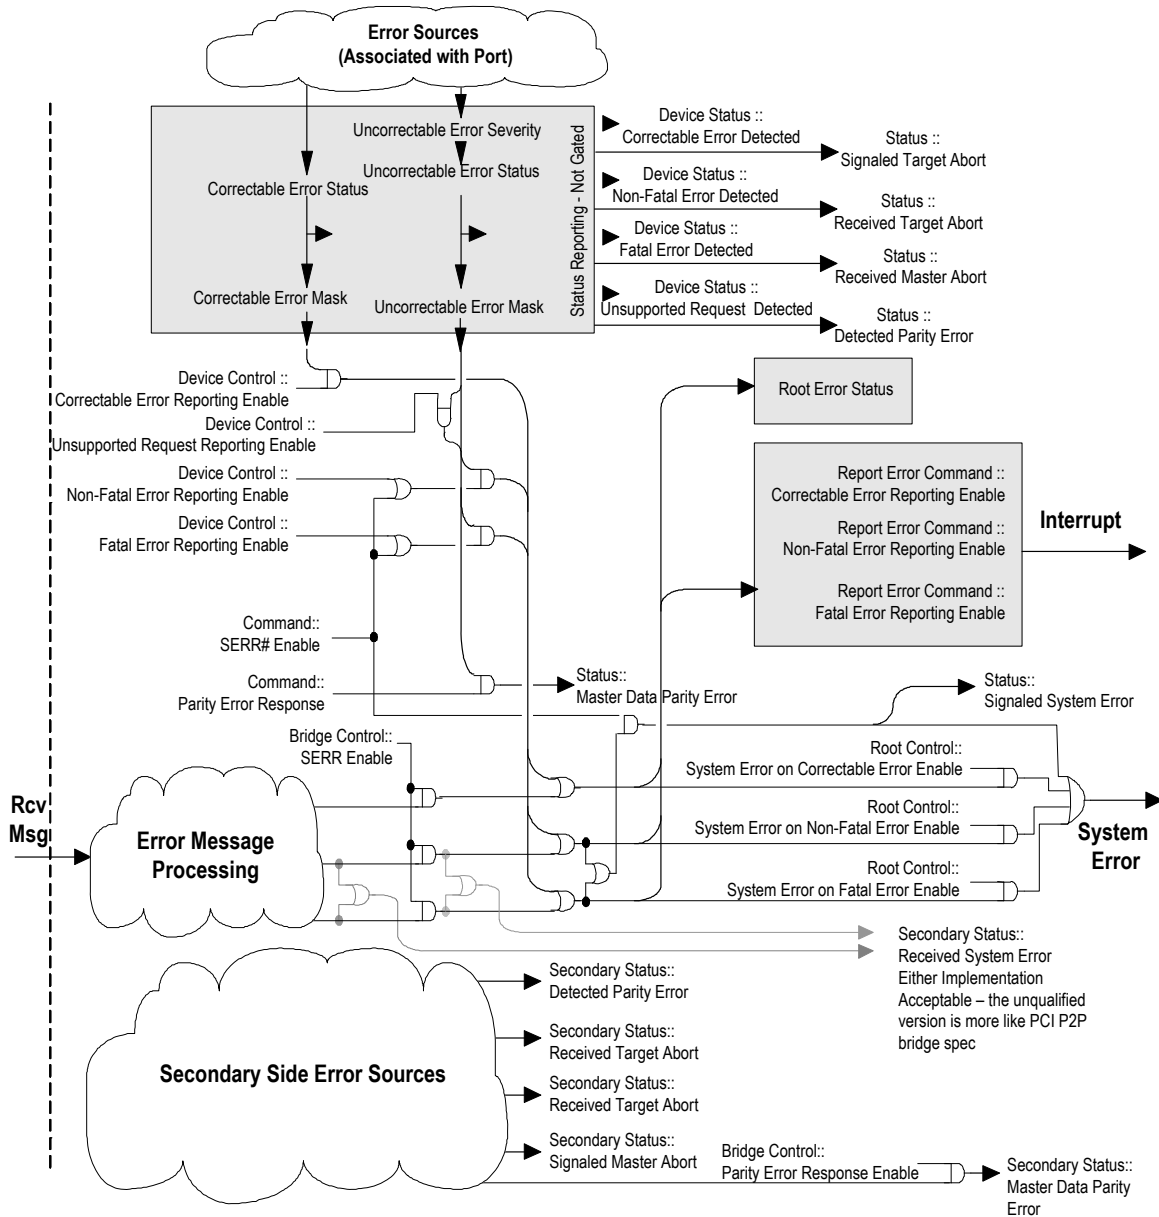 Error Sources
(Associated with Port)
Uncorrectable Error Severity
Uncorrectable Error Status
Correctable Error Status
Correctable Error Mask
Uncorrectable Error Mask
Status Reporting - Not Gated
Device Status ::
Correctable Error Detected
Status ::
Signaled Target Abort
Device Status ::
Non-Fatal Error Detected
Status ::
Received Target Abort
Device Status ::
Fatal Error Detected
Status ::
Received Master Abort
Device Status ::
Unsupported Request Detected
Status ::
Detected Parity Error
Device Control ::
Correctable Error Reporting Enable
Device Control ::
Unsupported Request Reporting Enable
Device Control ::
Non-Fatal Error Reporting Enable
Device Control ::
Fatal Error Reporting Enable
Root Error Status
Report Error Command ::
Correctable Error Reporting Enable
Report Error Command ::
Non-Fatal Error Reporting Enable
Report Error Command ::
Fatal Error Reporting Enable
Interrupt
Command::
SERR# Enable
Command::
Parity Error Response
Status::
Master Data Parity Error
Status::
Signaled System Error
Bridge Control::
SERR Enable
Root Control::
System Error on Correctable Error Enable
Root Control::
System Error on Non-Fatal Error Enable
Root Control::
System Error on Fatal Error Enable
System
Error
Rcv
Msg
Error Message
Processing
Secondary Status::
Received System Error
Either Implementation
Acceptable – the unqualified
version is more like PCI P2P
bridge spec
Secondary Side Error Sources
Secondary Status::
Detected Parity Error
Secondary Status::
Received Target Abort
Secondary Status::
Received Target Abort
Secondary Status::
Signaled Master Abort
Bridge Control::
Parity Error Response Enable
Secondary Status::
Master Data Parity
Error